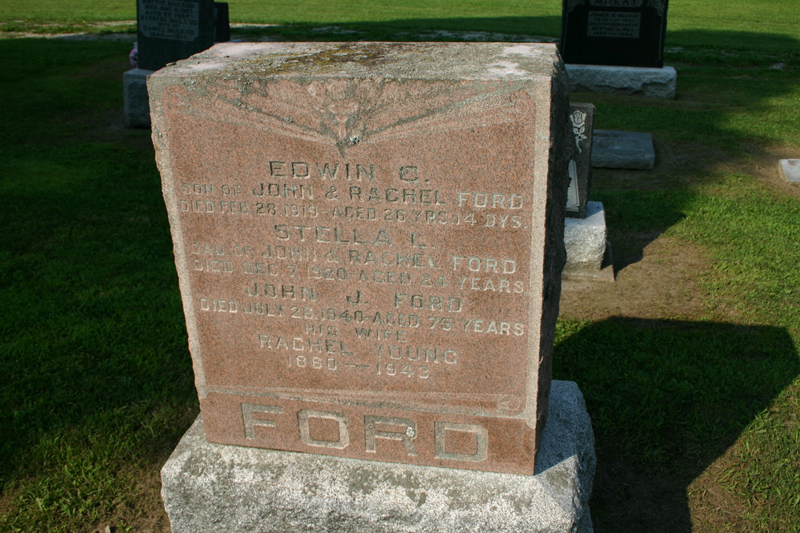 EDWIN C.
SON OF JOHN & RACHEL FORD
DIED FEB. 28 1919 - AGED 26 YRS. 14 DYS.
STELLA L.
DAU. OF JOHN & RACHEL FORD
DIED DEC. 7, 1920 AGED 24 YEARS
JOHN J. FORD
DIED JULY 28, 1940 - AGED 75 YEARS
HIS WIFE
RACHEL YOUNG
1860 — 1943
FORD